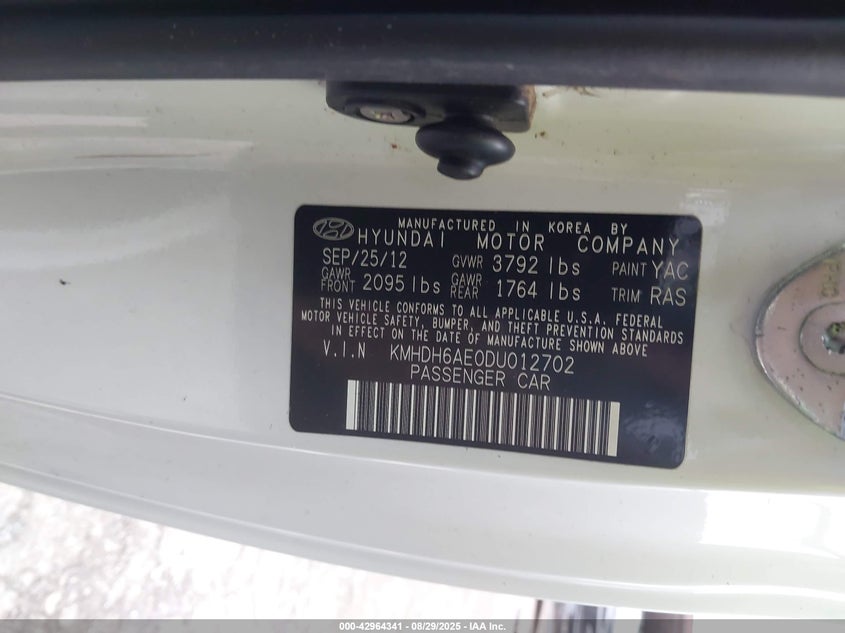 MANUFACTURED IN KOREA BY
HYUNDAI MOTOR COMPANY
SEP/25/12 GVWR 3792 lbs PAINT YAC
GAWR FRONT 2095 lbs GAWR REAR 1764 lbs TRIM RAS
THIS VEHICLE CONFORMS TO ALL APPLICABLE U.S.A. FEDERAL
MOTOR VEHICLE SAFETY, BUMPER, AND THEFT PREVENTION STANDARDS
IN EFFECT ON THE DATE OF MANUFACTURE SHOWN ABOVE
V.I.N KMHDH6AE0DU012702
PASSENGER CAR
000-42964341 | 08/29/2025 - IAA Inc.